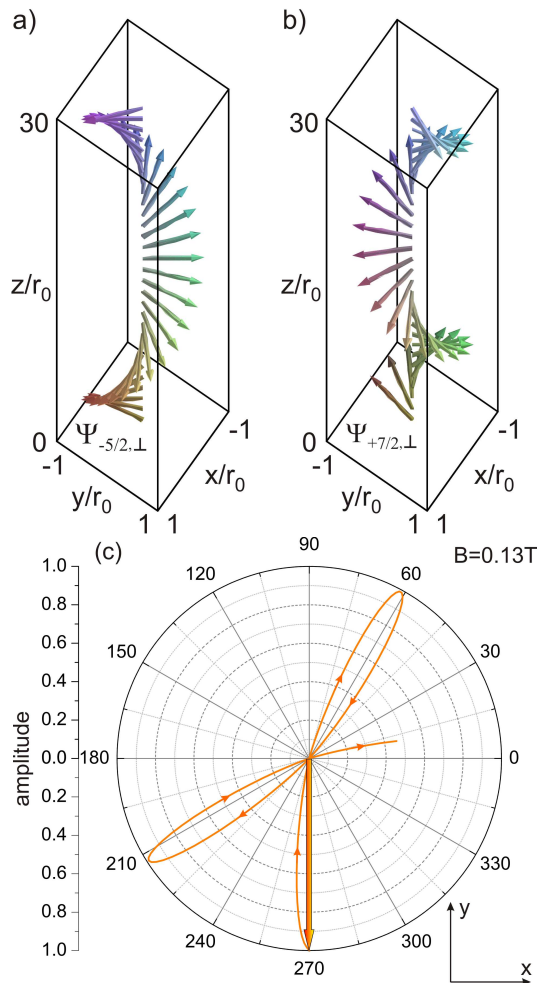 a)
b)
30
30
z/r₀
z/r₀
0
Ψ₋₅/₂,⊥
-1
-1
y/r₀
x/r₀
1 1
0
Ψ₊₇/₂,⊥
-1
-1
y/r₀
x/r₀
1 1
(c)
B=0.13T
amplitude
1.0
0.8
0.6
0.4
0.2
0.0
0.2
0.4
0.6
0.8
1.0
90
60
30
0
330
300
270
240
210
180
150
120
y
x